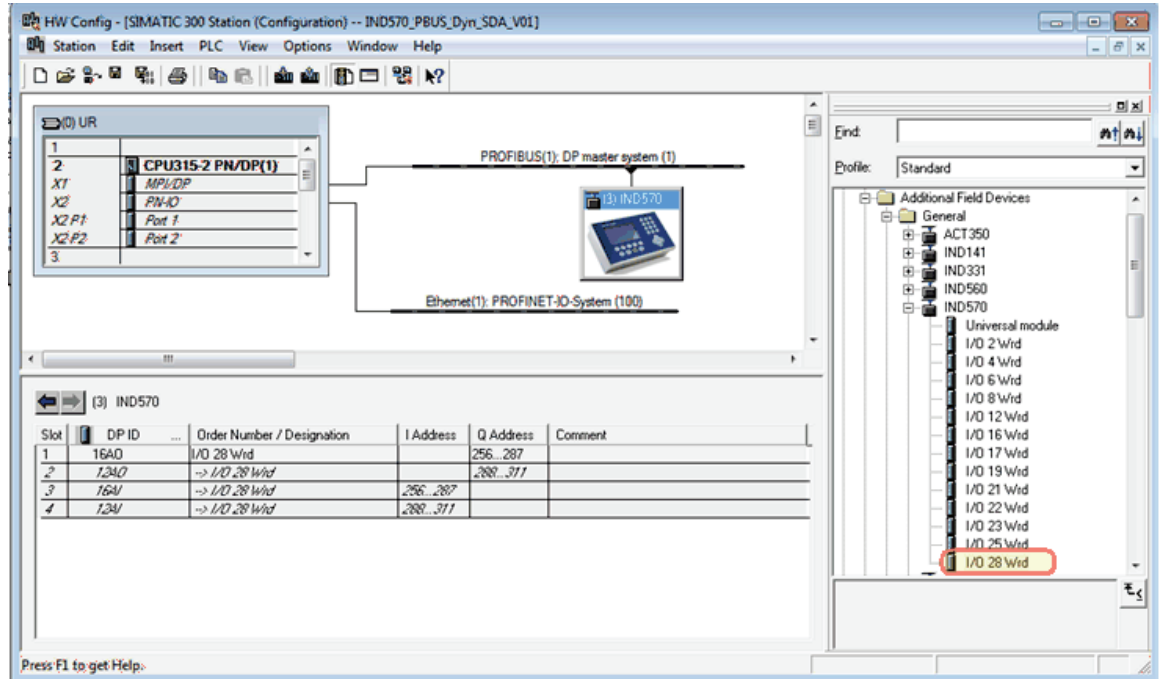 HW Config - [SIMATIC 300 Station (Configuration) -- IND570_PBUS_Dyn_SDA_V01]
Station Edit Insert PLC View Options Window Help
(0) UR
1
2 CPU315-2 PN/DP(1)
X1 MPI/DP
X2 PN-IO
X2 P1 Port 1
X2 P2 Port 2
3
PROFIBUS(1): DP master system (1)
(3) IND570
Ethernet(1): PROFINET-IO-System (100)
Find:
Profile: Standard
Additional Field Devices
General
ACT350
IND141
IND331
IND560
IND570
Universal module
I/O 2 Wrd
I/O 4 Wrd
I/O 6 Wrd
I/O 8 Wrd
I/O 12 Wrd
I/O 16 Wrd
I/O 17 Wrd
I/O 19 Wrd
I/O 21 Wrd
I/O 22 Wrd
I/O 23 Wrd
I/O 25 Wrd
I/O 28 Wrd
(3) IND570
Slot DP ID ... Order Number / Designation I Address Q Address Comment
1 16AO I/O 28 Wrd 256...287
2 12AO --> I/O 28 Wrd 288...311
3 16AI --> I/O 28 Wrd 256...287
4 12AI --> I/O 28 Wrd 288...311
Press F1 to get Help.